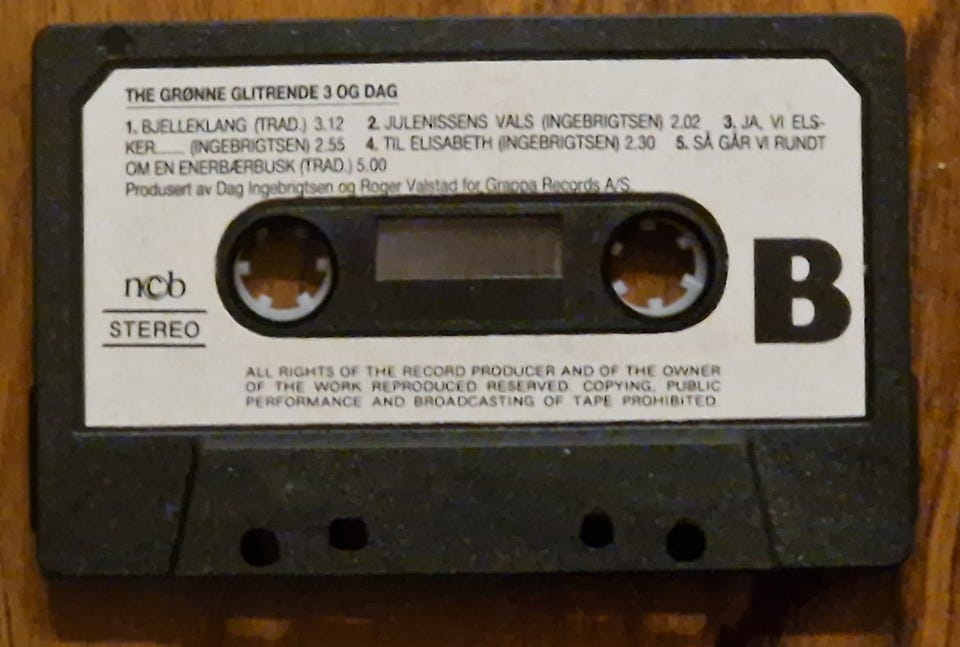 THE GRØNNE GLITRENDE 3 OG DAG
1. BJELLEKLANG (TRAD.) 3.12 2. JULENISSENS VALS (INGEBRIGTSEN) 2.02 3. JA, VI ELS-
KER...... (INGEBRIGTSEN) 2.55 4. TIL ELISABETH (INGEBRIGTSEN) 2.30 5. SÅ GÅR VI RUNDT
OM EN ENERBÆRBUSK (TRAD.) 5.00
Produsert av Dag Ingebrigtsen og Roger Valstad for Grappa Records A/S.
B
ncb
STEREO
ALL RIGHTS OF THE RECORD PRODUCER AND OF THE OWNER
OF THE WORK REPRODUCED RESERVED. COPYING, PUBLIC
PERFORMANCE AND BROADCASTING OF TAPE PROHIBITED.